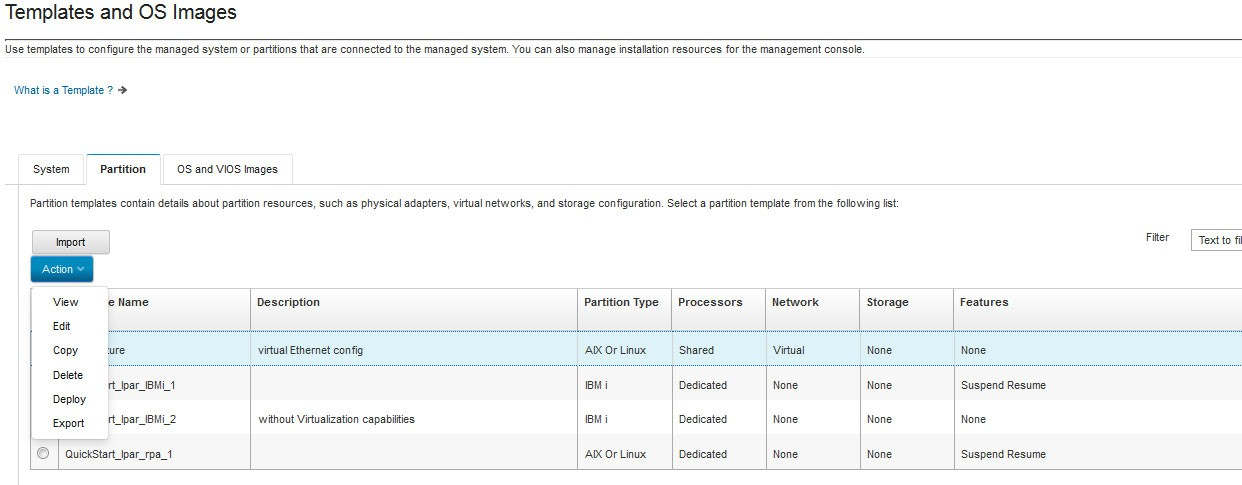 Templates and OS Images
Use templates to configure the managed system or partitions that are connected to the managed system. You can also manage installation resources for the management console.
What is a Template ?
System Partition OS and VIOS Images
Partition templates contain details about partition resources, such as physical adapters, virtual networks, and storage configuration. Select a partition template from the following list:
Import Filter Text to fil
Action
View
Edit
Copy
Delete
Deploy
Export
e Name Description Partition Type Processors Network Storage Features
ture virtual Ethernet config AIX Or Linux Shared Virtual None None
rt_lpar_IBMi_1 IBM i Dedicated None None Suspend Resume
rt_lpar_IBMi_2 without Virtualization capabilities IBM i Dedicated None None None
QuickStart_lpar_rpa_1 AIX Or Linux Dedicated None None Suspend Resume